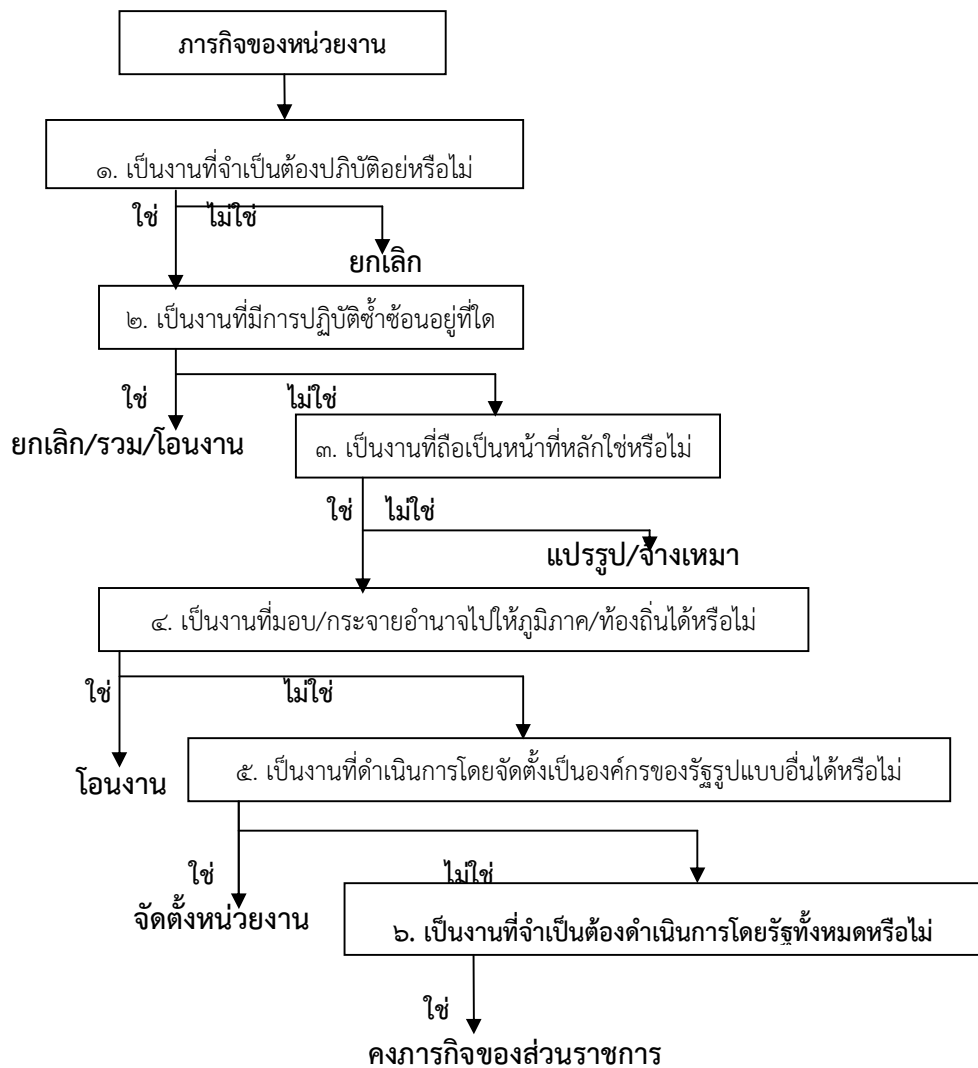 ภารกิจของหน่วยงาน
๑. เป็นงานที่จำเป็นต้องปภิบัติอย่หรือไม่
ใช่ ไม่ใช่
ยกเลิก
๒. เป็นงานที่มีการปฏิบัติซ้ำซ้อนอยู่ที่ใด
ใช่ ไม่ใช่
ยกเลิก/รวม/โอนงาน
๓. เป็นงานที่ถือเป็นหน้าที่หลักใช่หรือไม่
ใช่ ไม่ใช่
แปรรูป/จ้างเหมา
๔. เป็นงานที่มอบ/กระจายอำนาจไปให้ภูมิภาค/ท้องถิ่นได้หรือไม่
ใช่ ไม่ใช่
โอนงาน
๕. เป็นงานที่ดำเนินการโดยจัดตั้งเป็นองค์กรของรัฐรูปแบบอื่นได้หรือไม่
ใช่ ไม่ใช่
จัดตั้งหน่วยงาน
๖. เป็นงานที่จำเป็นต้องดำเนินการโดยรัฐทั้งหมดหรือไม่
ใช่
คงภารกิจของส่วนราชการ